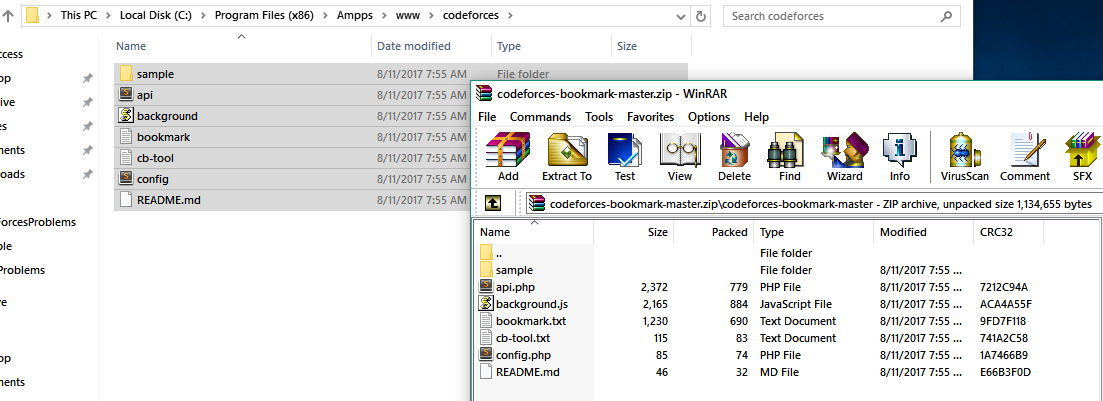 This PC > Local Disk (C:) > Program Files (x86) > Ampps > www > codeforces >
Search codeforces
Name Date modified Type Size
sample 8/11/2017 7:55 AM File folder
api 8/11/2017 7:55 AM
background 8/11/2017 7:55 AM
bookmark 8/11/2017 7:55 AM
cb-tool 8/11/2017 7:55 AM
config 8/11/2017 7:55 AM
README.md 8/11/2017 7:55 AM
ccess
op
ive
es
ments
oads
ForcesProblems
ple
Problems
ve
op
ments
codeforces-bookmark-master.zip - WinRAR
File Commands Tools Favorites Options Help
Add Extract To Test View Delete Find Wizard Info VirusScan Comment SFX
codeforces-bookmark-master.zip\codeforces-bookmark-master - ZIP archive, unpacked size 1,134,655 bytes
Name Size Packed Type Modified CRC32
.. File folder
sample File folder 8/11/2017 7:55 ...
api.php 2,372 779 PHP File 8/11/2017 7:55 ... 7212C94A
background.js 2,165 884 JavaScript File 8/11/2017 7:55 ... ACA4A55F
bookmark.txt 1,230 690 Text Document 8/11/2017 7:55 ... 9FD7F118
cb-tool.txt 115 83 Text Document 8/11/2017 7:55 ... 741A2C58
config.php 85 74 PHP File 8/11/2017 7:55 ... 1A7466B9
README.md 46 32 MD File 8/11/2017 7:55 ... E66B3F0D